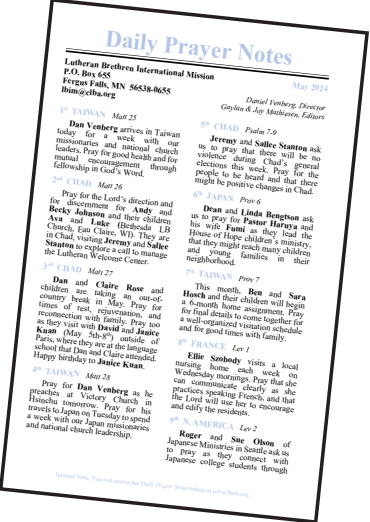 Daily Prayer Notes
Lutheran Brethren International Mission
P.O. Box 655
Fergus Falls, MN 56538-0655
lbim@clba.org
May 2024
Daniel Venberg, Director
Gaylan & Joy Mathiesen, Editors
1st TAIWAN Matt 25
Dan Venberg arrives in Taiwan
today for a week with our
missionaries and national church
leaders. Pray for good health and for
mutual encouragement through
fellowship in God's Word.
2nd CHAD Matt 26
Pray for the Lord's direction and
for discernment for Andy and
Becky Johnson and their children
Ava and Luke (Bethesda LB
Church, Eau Claire, WI). They are
in Chad, visiting Jeremy and Sallee
Stanton to explore a call to manage
the Lutheran Welcome Center.
3rd CHAD Matt 27
Dan and Claire Rose and
children are taking an out-of-
country break in May. Pray for
times of rest, rejuvenation, and
reconnection with family. Pray too
as they visit with David and Janice
Kuan (May 5th-8th) outside of
Paris, where they are at the language
school that Dan and Claire attended.
Happy birthday to Janice Kuan.
4th TAIWAN Matt 28
Pray for Dan Venberg as he
preaches at Victory Church in
Hsinchu tomorrow. Pray for his
travels to Japan on Tuesday to spend
a week with our Japan missionaries
and national church leadership.
5th CHAD Psalm 7-9
Jeremy and Sallee Stanton ask
us to pray that there will be no
violence during Chad's general
elections this week. Pray for the
people to be heard and that there
might be positive changes in Chad.
6th JAPAN Prov 6
Dean and Linda Bengtson ask
us to pray for Pastor Haruya and
his wife Fumi as they lead the
House of Hope children's ministry,
that they might reach many children
and young families in their
neighborhood.
7th TAIWAN Prov 7
This month, Ben and Sara
Hosch and their children will begin
a 6-month home assignment. Pray
for final details to come together for
a well-organized visitation schedule
and for good times with family.
8th FRANCE Lev 1
Ellie Szobody visits a local
nursing home each week on
Wednesday mornings. Pray that she
can communicate clearly as she
practices speaking French, and that
the Lord will use her to encourage
and edify the residents.
9th N.AMERICA Lev 2
Roger and Sue Olson of
Japanese Ministries in Seattle ask us
to pray as they connect with
Japanese college students through